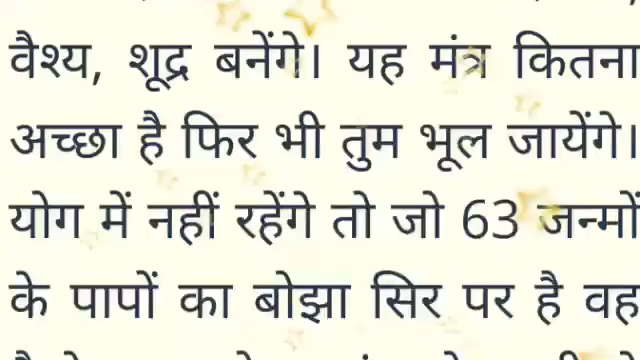 वैश्य, शूद्र बनेंगे। यह मंत्र कितना
अच्छा है फिर भी तुम भूल जायेंगे।
योग में नहीं रहेंगे तो जो 63 जन्मों
के पापों का बोझा सिर पर है वह